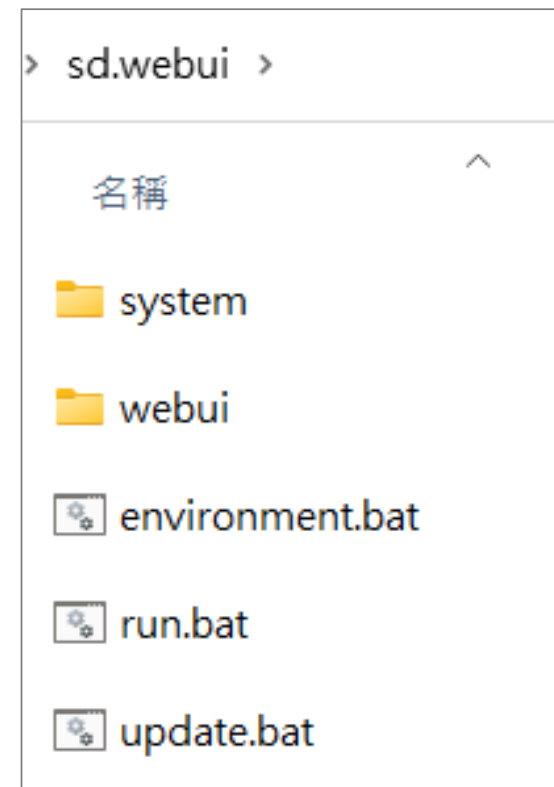 sd.webui
名稱
system
webui
environment.bat
run.bat
update.bat